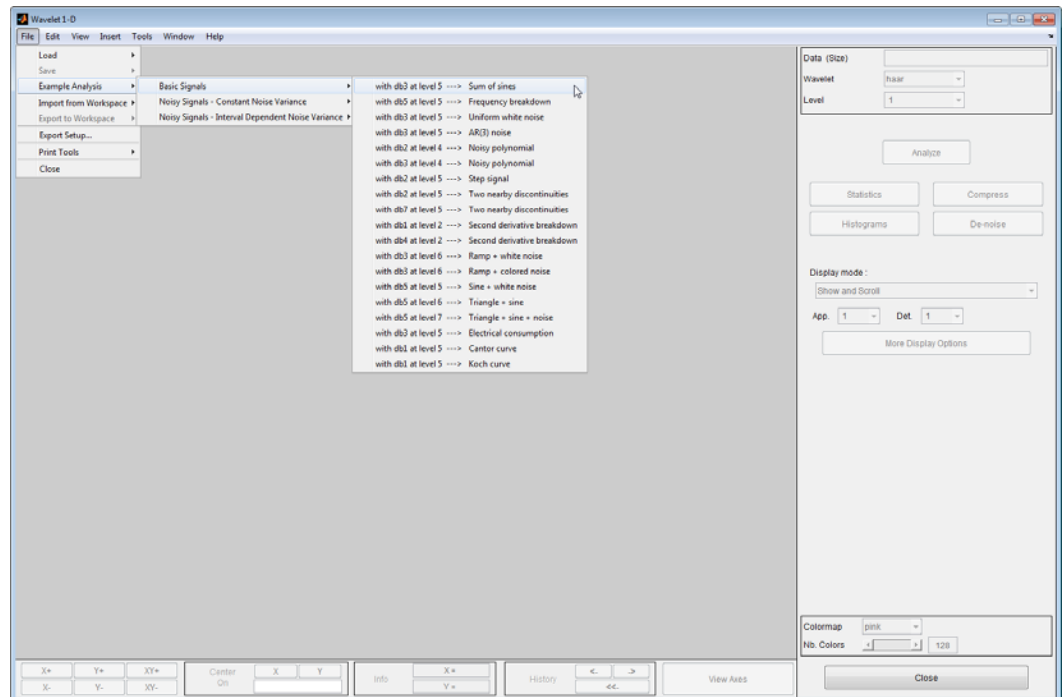 Wavelet 1-D
File Edit View Insert Tools Window Help
Load
Save
Example Analysis
Import from Workspace
Export to Workspace
Export Setup...
Print Tools
Close
Basic Signals
Noisy Signals - Constant Noise Variance
Noisy Signals - Interval Dependent Noise Variance
with db3 at level 5 ---> Sum of sines
with db5 at level 5 ---> Frequency breakdown
with db3 at level 5 ---> Uniform white noise
with db3 at level 5 ---> AR(3) noise
with db2 at level 4 ---> Noisy polynomial
with db3 at level 4 ---> Noisy polynomial
with db2 at level 5 ---> Step signal
with db2 at level 5 ---> Two nearby discontinuities
with db7 at level 5 ---> Two nearby discontinuities
with db1 at level 2 ---> Second derivative breakdown
with db4 at level 2 ---> Second derivative breakdown
with db3 at level 6 ---> Ramp + white noise
with db3 at level 6 ---> Ramp + colored noise
with db5 at level 5 ---> Sine + white noise
with db5 at level 6 ---> Triangle + sine
with db5 at level 7 ---> Triangle + sine + noise
with db3 at level 5 ---> Electrical consumption
with db1 at level 5 ---> Cantor curve
with db1 at level 5 ---> Koch curve
Data (Size)
Wavelet haar
Level 1
Analyze
Statistics Compress
Histograms De-noise
Display mode :
Show and Scroll
App. 1 Det. 1
More Display Options
Colormap pink
Nb. Colors 128
Close
X+ Y+ XY+
X- Y- XY-
Center On X Y
Info X = Y =
History <- -> <<-
View Axes